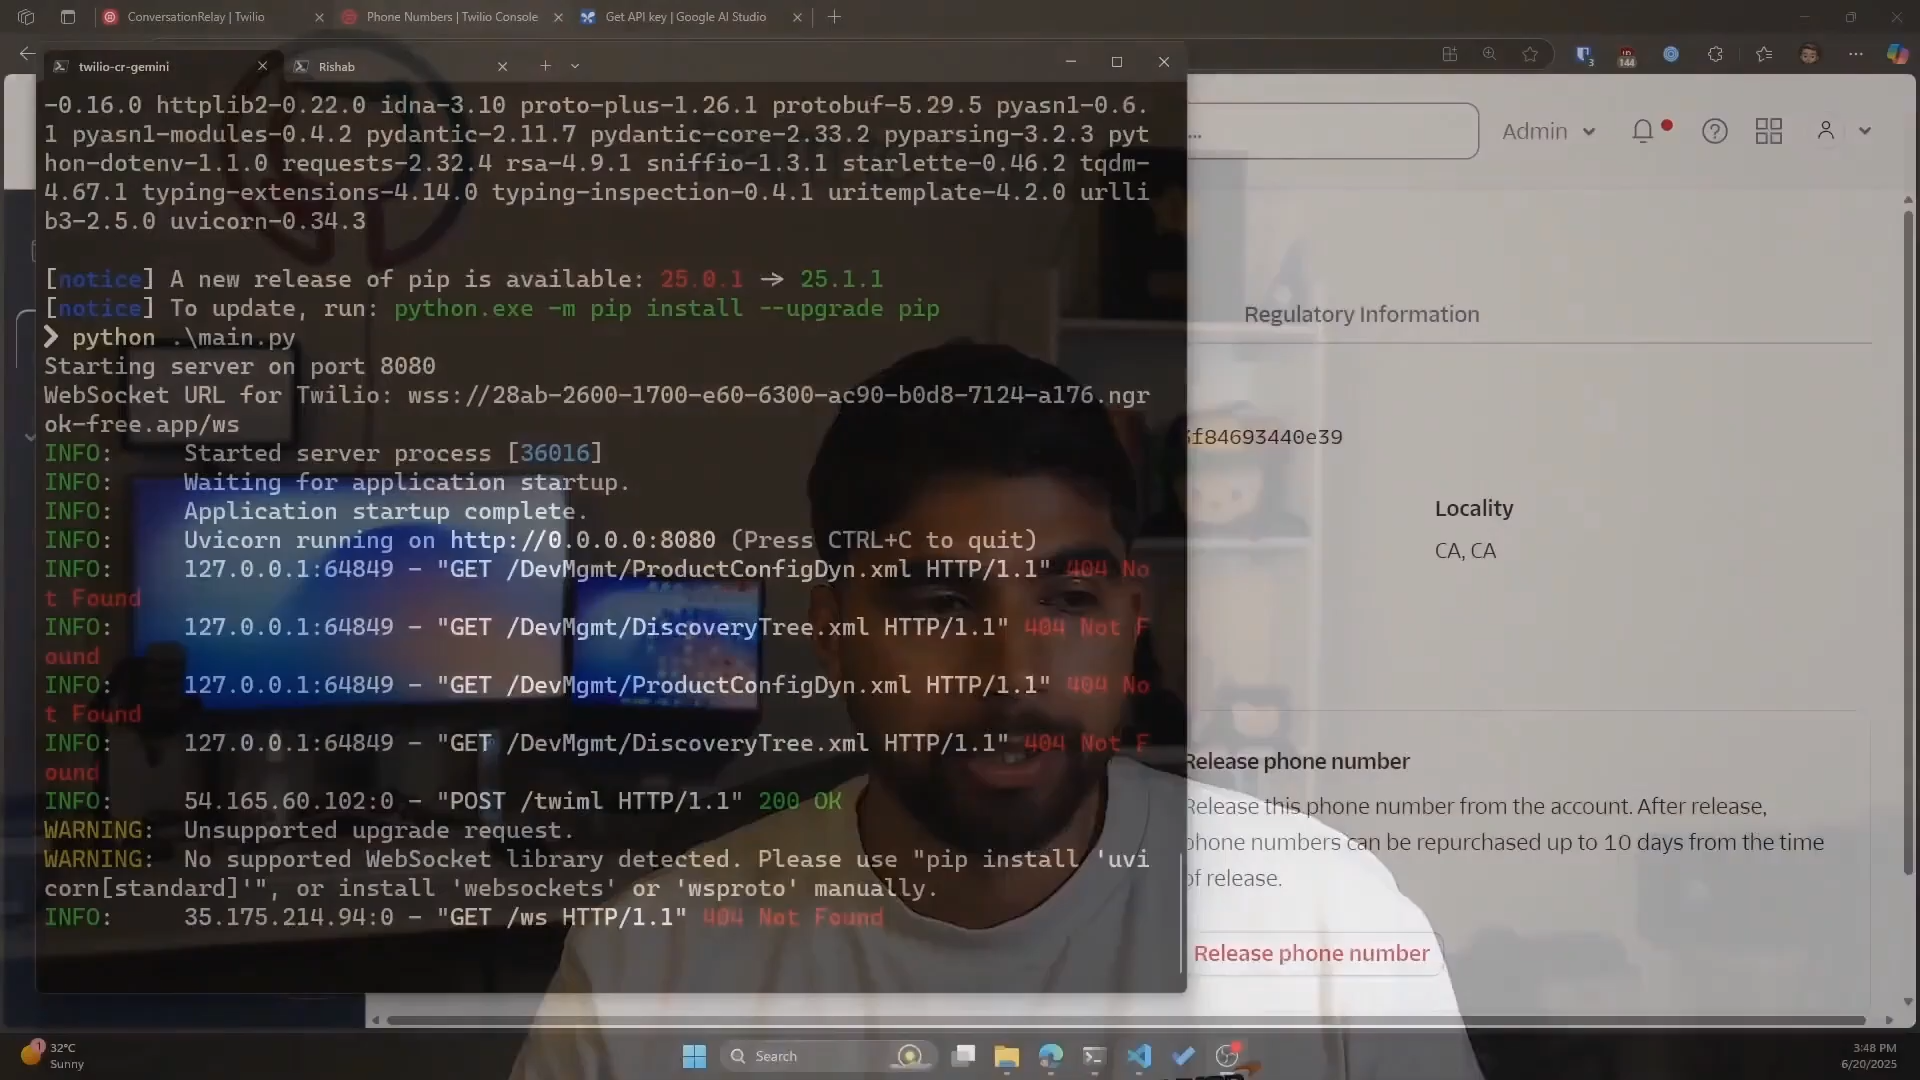 ConversationRelay | Twilio
Phone Numbers | Twilio Console
Get API key | Google AI Studio
twilio-cr-gemini
Rishab
3
144
-0.16.0 httplib2-0.22.0 idna-3.10 proto-plus-1.26.1 protobuf-5.29.5 pyasn1-0.6.
1 pyasn1-modules-0.4.2 pydantic-2.11.7 pydantic-core-2.33.2 pyparsing-3.2.3 pyt
hon-dotenv-1.1.0 requests-2.32.4 rsa-4.9.1 sniffio-1.3.1 starlette-0.46.2 tqdm-
4.67.1 typing-extensions-4.14.0 typing-inspection-0.4.1 uritemplate-4.2.0 urlli
b3-2.5.0 uvicorn-0.34.3
[notice] A new release of pip is available: 25.0.1 → 25.1.1
[notice] To update, run: python.exe -m pip install --upgrade pip
❯ python .\main.py
Starting server on port 8080
WebSocket URL for Twilio: wss://28ab-2600-1700-e60-6300-ac90-b0d8-7124-a176.ngr
ok-free.app/ws
INFO: Started server process [36016]
INFO: Waiting for application startup.
INFO: Application startup complete.
INFO: Uvicorn running on http://0.0.0.0:8080 (Press CTRL+C to quit)
INFO: 127.0.0.1:64849 - "GET /DevMgmt/ProductConfigDyn.xml HTTP/1.1" 404 No
t Found
INFO: 127.0.0.1:64849 - "GET /DevMgmt/DiscoveryTree.xml HTTP/1.1" 404 Not F
ound
INFO: 127.0.0.1:64849 - "GET /DevMgmt/ProductConfigDyn.xml HTTP/1.1" 404 No
t Found
INFO: 127.0.0.1:64849 - "GET /DevMgmt/DiscoveryTree.xml HTTP/1.1" 404 Not F
ound
INFO: 54.165.60.102:0 - "POST /twiml HTTP/1.1" 200 OK
WARNING: Unsupported upgrade request.
WARNING: No supported WebSocket library detected. Please use "pip install 'uvi
corn[standard]'", or install 'websockets' or 'wsproto' manually.
INFO: 35.175.214.94:0 - "GET /ws HTTP/1.1" 404 Not Found
...
Admin
Regulatory Information
6f84693440e39
Locality
CA, CA
Release phone number
Release this phone number from the account. After release,
phone numbers can be repurchased up to 10 days from the time
of release.
Release phone number
1
32°C
Sunny
Search
3:48 PM
6/20/2025